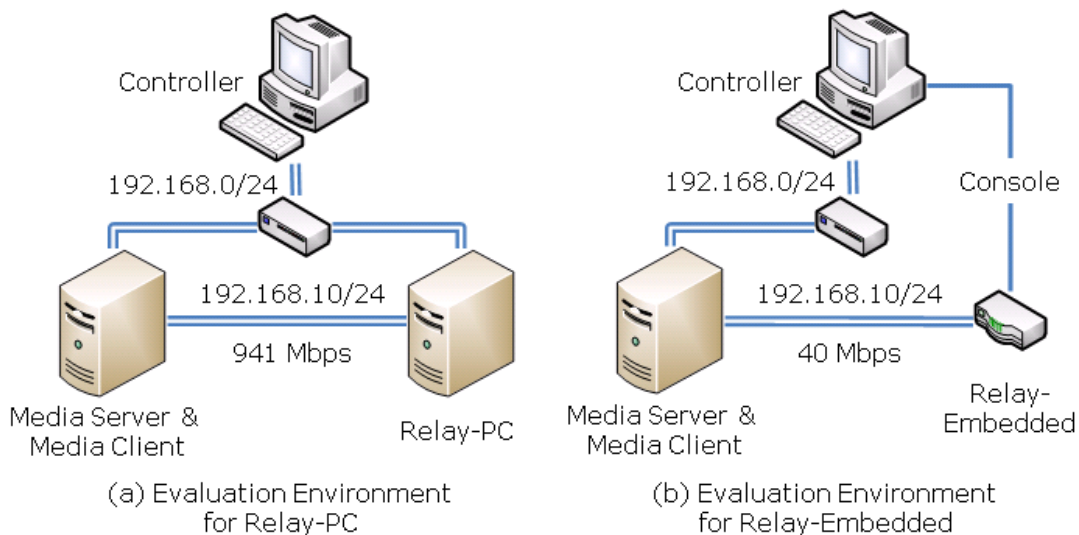 Controller
192.168.0/24
192.168.10/24
941 Mbps
Media Server &
Media Client
Relay-PC
(a) Evaluation Environment
for Relay-PC
Controller
192.168.0/24
Console
192.168.10/24
40 Mbps
Media Server &
Media Client
Relay-
Embedded
(b) Evaluation Environment
for Relay-Embedded